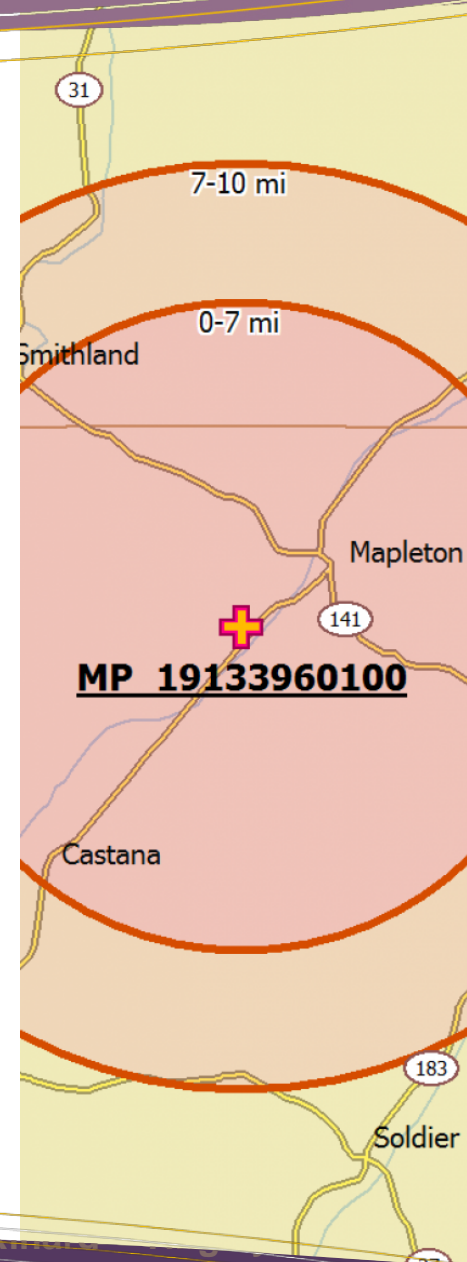 31
7-10 mi
0-7 mi
Smithland
Mapleton
141
MP 19133960100
Castana
183
Soldier